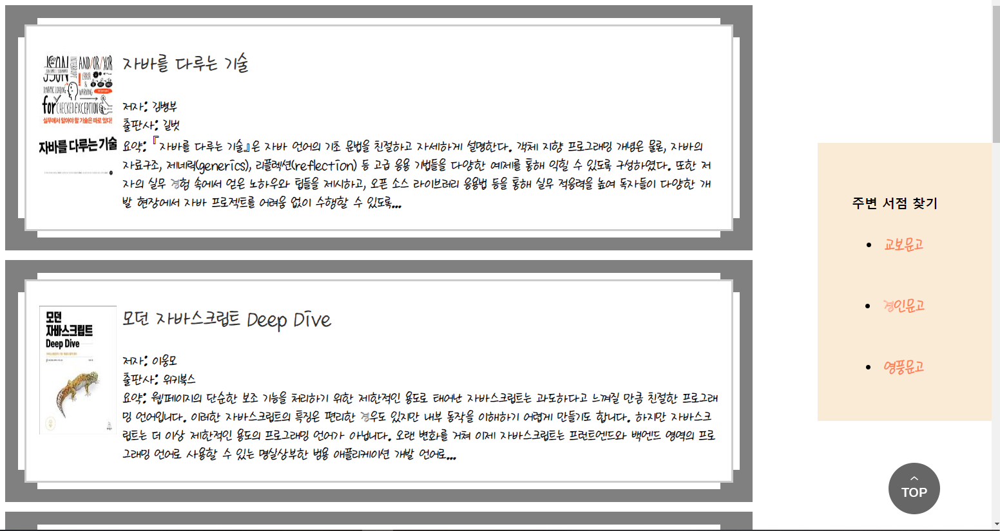 JSON
AND/OR/XOR
INTERRUPT
ERROR
&
WARNING
DYNAMIC LOADING
for CHECKED EXCEPTION
실무에서 알아야 할 기술은 따로 있다!
자바를 다루는 기술
자바를 다루는 기술
저자: 김병부
출판사: 길벗
요약: 『자바를 다루는 기술』은 자바 언어의 기초 문법을 친절하고 자세하게 설명한다. 객체 지향 프로그래밍 개념은 물론, 자바의
자료구조, 제네릭(generics), 리플렉션(reflection) 등 고급 응용 기법들을 다양한 예제를 통해 익힐 수 있도록 구성하였다. 또한 저
자의 실무 경험 속에서 얻은 노하우와 팁들을 제시하고, 오픈 소스 라이브러리 응용법 등을 통해 실무 적응력을 높여 독자들이 다양한 개
발 현장에서 자바 프로젝트를 어려움 없이 수행할 수 있도록...
모던
자바스크립트
Deep Dive
모던 자바스크립트 Deep Dive
저자: 이웅모
출판사: 위키북스
요약: 웹페이지의 단순한 보조 기능을 처리하기 위한 제한적인 용도로 태어난 자바스크립트는 과도하다고 느껴질 만큼 친절한 프로그래
밍 언어입니다. 이러한 자바스크립트의 특징은 편리한 경우도 있지만 내부 동작을 이해하기 어렵게 만들기도 합니다. 하지만 자바스크
립트는 더 이상 제한적인 용도의 프로그래밍 언어가 아닙니다. 오랜 변화를 거쳐 이제 자바스크립트는 프런트엔드와 백엔드 영역의 프로
그래밍 언어로 사용할 수 있는 명실상부한 범용 애플리케이션 개발 언어로...
주변 서점 찾기
교보문고
경인문고
영풍문고
TOP